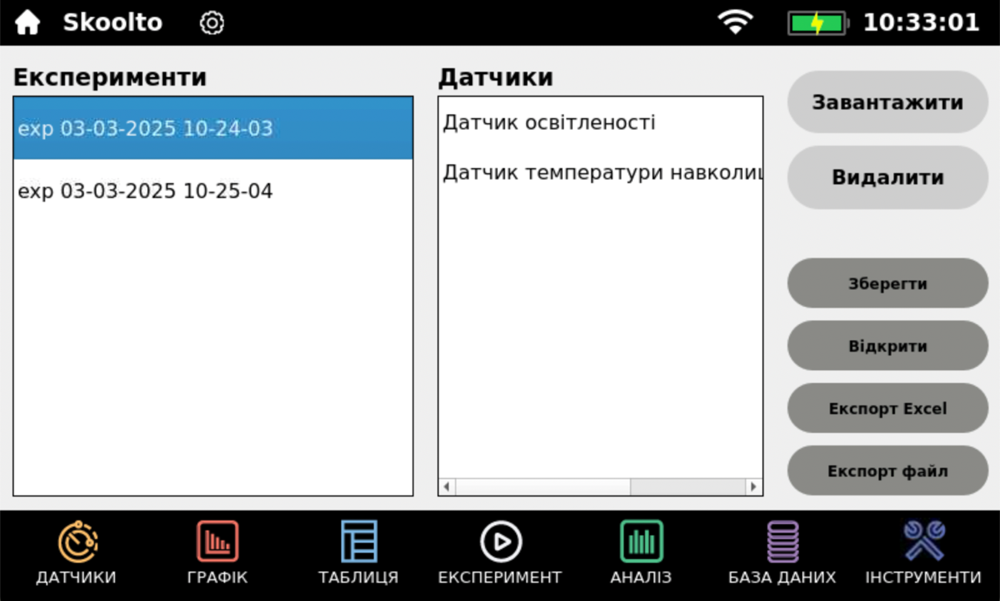 Skoolto 10:33:01
Експерименти
exp 03-03-2025 10-24-03
exp 03-03-2025 10-25-04
Датчики
Датчик освітленості
Датчик температури
Завантажити
Видалити
Зберегти
Відкрити
Експорт Excel
Експорт файл
ДАТЧИКИ
ГРАФІК
ТАБЛИЦЯ
ЕКСПЕРИМЕНТ
АНАЛІЗ
БАЗА ДАНИХ
ІНСТРУМЕНТИ